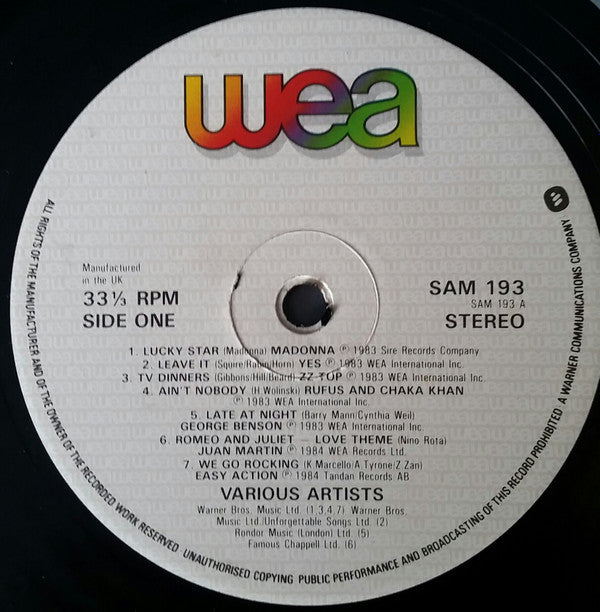 wea
Manufactured
in the UK
33⅓ RPM
SIDE ONE
SAM 193
SAM 193 A
STEREO
1. LUCKY STAR (Madonna) MADONNA ℗ 1983 Sire Records Company
2. LEAVE IT (Squire/Rabin/Horn) YES ℗ 1983 WEA International Inc.
3. TV DINNERS (Gibbons/Hill/Beard) ZZ TOP ℗ 1983 WEA International Inc.
4. AIN'T NOBODY (H Wolinski) RUFUS AND CHAKA KHAN
℗ 1983 WEA International Inc.
5. LATE AT NIGHT (Barry Mann/Cynthia Weil)
GEORGE BENSON ℗ 1983 WEA International Inc.
6. ROMEO AND JULIET — LOVE THEME (Nino Rota)
JUAN MARTIN ℗ 1984 WEA Records Ltd.
7. WE GO ROCKING (K Marcello/A Tyrone/Z.Zan)
EASY ACTION ℗ 1984 Tandan Records AB
VARIOUS ARTISTS
Warner Bros. Music Ltd. (1,3,4,7) Warner Bros.
Music Ltd./Unforgettable Songs Ltd. (2)
Rondor Music (London) Ltd. (5)
Famous Chappell Ltd. (6)
ALL RIGHTS OF THE MANUFACTURER AND OF THE OWNER OF THE RECORDED WORK RESERVED UNAUTHORISED COPYING PUBLIC PERFORMANCE AND BROADCASTING OF THIS RECORD PROHIBITED A WARNER COMMUNICATIONS COMPANY